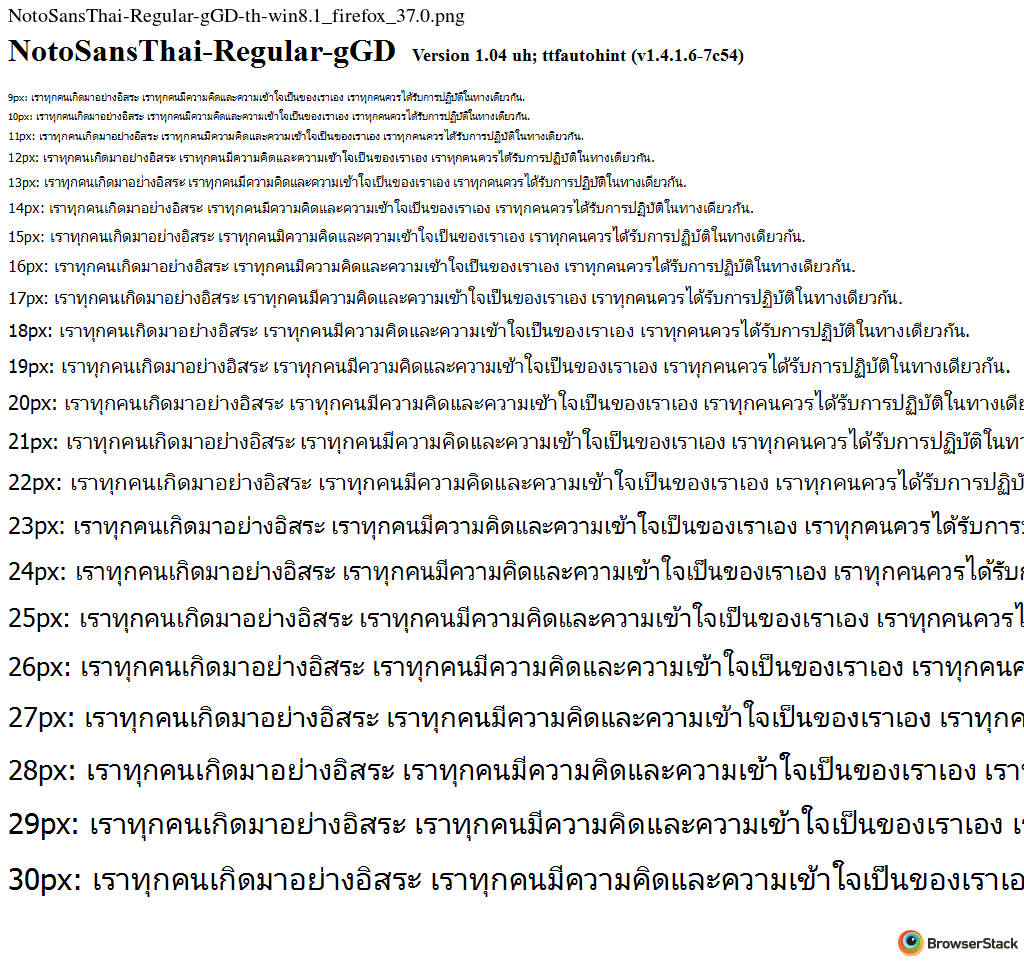 NotoSansThai-Regular-gGD-th-win8.1_firefox_37.0.png
NotoSansThai-Regular-gGD Version 1.04 uh; ttfautohint (v1.4.1.6-7c54)
9px: เราทุกคนเกิดมาอย่างอิสระ เราทุกคนมีความคิดและความเข้าใจเป็นของเราเอง เราทุกคนควรได้รับการปฏิบัติในทางเดียวกัน.
10px: เราทุกคนเกิดมาอย่างอิสระ เราทุกคนมีความคิดและความเข้าใจเป็นของเราเอง เราทุกคนควรได้รับการปฏิบัติในทางเดียวกัน.
11px: เราทุกคนเกิดมาอย่างอิสระ เราทุกคนมีความคิดและความเข้าใจเป็นของเราเอง เราทุกคนควรได้รับการปฏิบัติในทางเดียวกัน.
12px: เราทุกคนเกิดมาอย่างอิสระ เราทุกคนมีความคิดและความเข้าใจเป็นของเราเอง เราทุกคนควรได้รับการปฏิบัติในทางเดียวกัน.
13px: เราทุกคนเกิดมาอย่างอิสระ เราทุกคนมีความคิดและความเข้าใจเป็นของเราเอง เราทุกคนควรได้รับการปฏิบัติในทางเดียวกัน.
14px: เราทุกคนเกิดมาอย่างอิสระ เราทุกคนมีความคิดและความเข้าใจเป็นของเราเอง เราทุกคนควรได้รับการปฏิบัติในทางเดียวกัน.
15px: เราทุกคนเกิดมาอย่างอิสระ เราทุกคนมีความคิดและความเข้าใจเป็นของเราเอง เราทุกคนควรได้รับการปฏิบัติในทางเดียวกัน.
16px: เราทุกคนเกิดมาอย่างอิสระ เราทุกคนมีความคิดและความเข้าใจเป็นของเราเอง เราทุกคนควรได้รับการปฏิบัติในทางเดียวกัน.
17px: เราทุกคนเกิดมาอย่างอิสระ เราทุกคนมีความคิดและความเข้าใจเป็นของเราเอง เราทุกคนควรได้รับการปฏิบัติในทางเดียวกัน.
18px: เราทุกคนเกิดมาอย่างอิสระ เราทุกคนมีความคิดและความเข้าใจเป็นของเราเอง เราทุกคนควรได้รับการปฏิบัติในทางเดียวกัน.
19px: เราทุกคนเกิดมาอย่างอิสระ เราทุกคนมีความคิดและความเข้าใจเป็นของเราเอง เราทุกคนควรได้รับการปฏิบัติในทางเดียวกัน.
20px: เราทุกคนเกิดมาอย่างอิสระ เราทุกคนมีความคิดและความเข้าใจเป็นของเราเอง เราทุกคนควรได้รับการปฏิบัติในทางเดี
21px: เราทุกคนเกิดมาอย่างอิสระ เราทุกคนมีความคิดและความเข้าใจเป็นของเราเอง เราทุกคนควรได้รับการปฏิบัติในท
22px: เราทุกคนเกิดมาอย่างอิสระ เราทุกคนมีความคิดและความเข้าใจเป็นของเราเอง เราทุกคนควรได้รับการปฏิบั
23px: เราทุกคนเกิดมาอย่างอิสระ เราทุกคนมีความคิดและความเข้าใจเป็นของเราเอง เราทุกคนควรได้รับการ
24px: เราทุกคนเกิดมาอย่างอิสระ เราทุกคนมีความคิดและความเข้าใจเป็นของเราเอง เราทุกคนควรได้รับ
25px: เราทุกคนเกิดมาอย่างอิสระ เราทุกคนมีความคิดและความเข้าใจเป็นของเราเอง เราทุกคนควร
26px: เราทุกคนเกิดมาอย่างอิสระ เราทุกคนมีความคิดและความเข้าใจเป็นของเราเอง เราทุกคน
27px: เราทุกคนเกิดมาอย่างอิสระ เราทุกคนมีความคิดและความเข้าใจเป็นของเราเอง เราทุก
28px: เราทุกคนเกิดมาอย่างอิสระ เราทุกคนมีความคิดและความเข้าใจเป็นของเราเอง เรา
29px: เราทุกคนเกิดมาอย่างอิสระ เราทุกคนมีความคิดและความเข้าใจเป็นของเราเอง เ
30px: เราทุกคนเกิดมาอย่างอิสระ เราทุกคนมีความคิดและความเข้าใจเป็นของเราเอ
BrowserStack